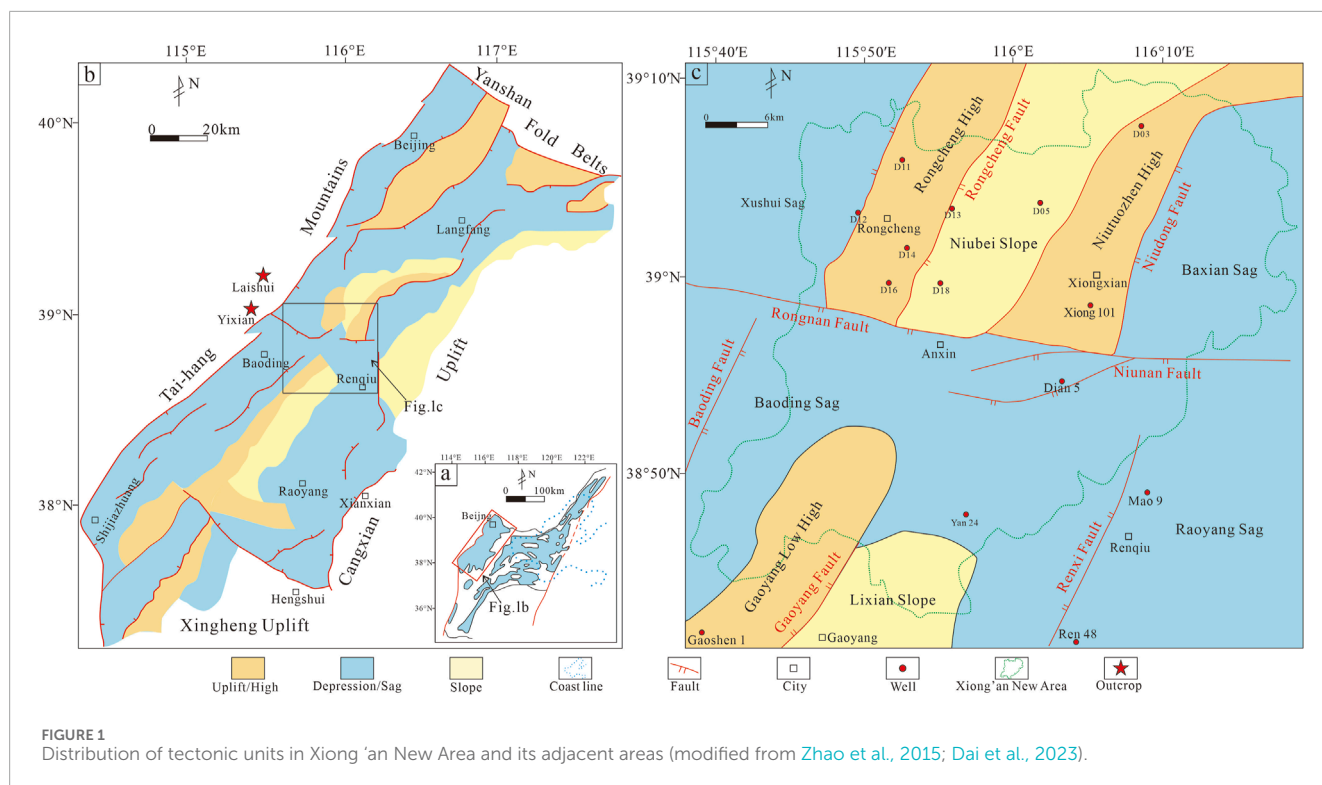 115°E
116°E
117°E
b
N
0 20km
40°N
39°N
38°N
Yanshan
Fold
Belts
Beijing
Mountains
Langfang
Laishui
Yixian
Tai-hang
Baoding
Renqiu
Uplift
Fig.lc
Raoyang
Xianxian
Shijiazhuang
Cangxian
Hengshui
Xingheng Uplift
a
114°E 116°E 118°E 120°E 122°E
N
0 100km
42°N
40°N
38°N
36°N
Beijng
Fig.lb
115°40'E
115°50'E
116°E
116°10'E
c
N
0 6km
39°10'N
39°N
38°50'N
Rongcheng High
Rongcheng Fault
D03
D11
Xushui Sag
D12
Rongcheng
D13
D05
D14
Niubei Slope
Niutuozhen High
Niudong Fault
Baxian Sag
D16
D18
Xiongxian
Xiong 101
Rongnan Fault
Anxin
Niunan Fault
Dian 5
Baoding Fault
Baoding Sag
Mao 9
Yan 24
Renqiu
Raoyang Sag
Gaoyang Low High
Gaoyang Fault
Lixian Slope
Renxi Fault
Gaoshen 1
Gaoyang
Ren 48
Uplift/High
Depression/Sag
Slope
Coast line
Fault
City
Well
Xiong'an New Area
Outcrop
FIGURE 1
Distribution of tectonic units in Xiong ‘an New Area and its adjacent areas (modified from Zhao et al., 2015; Dai et al., 2023).